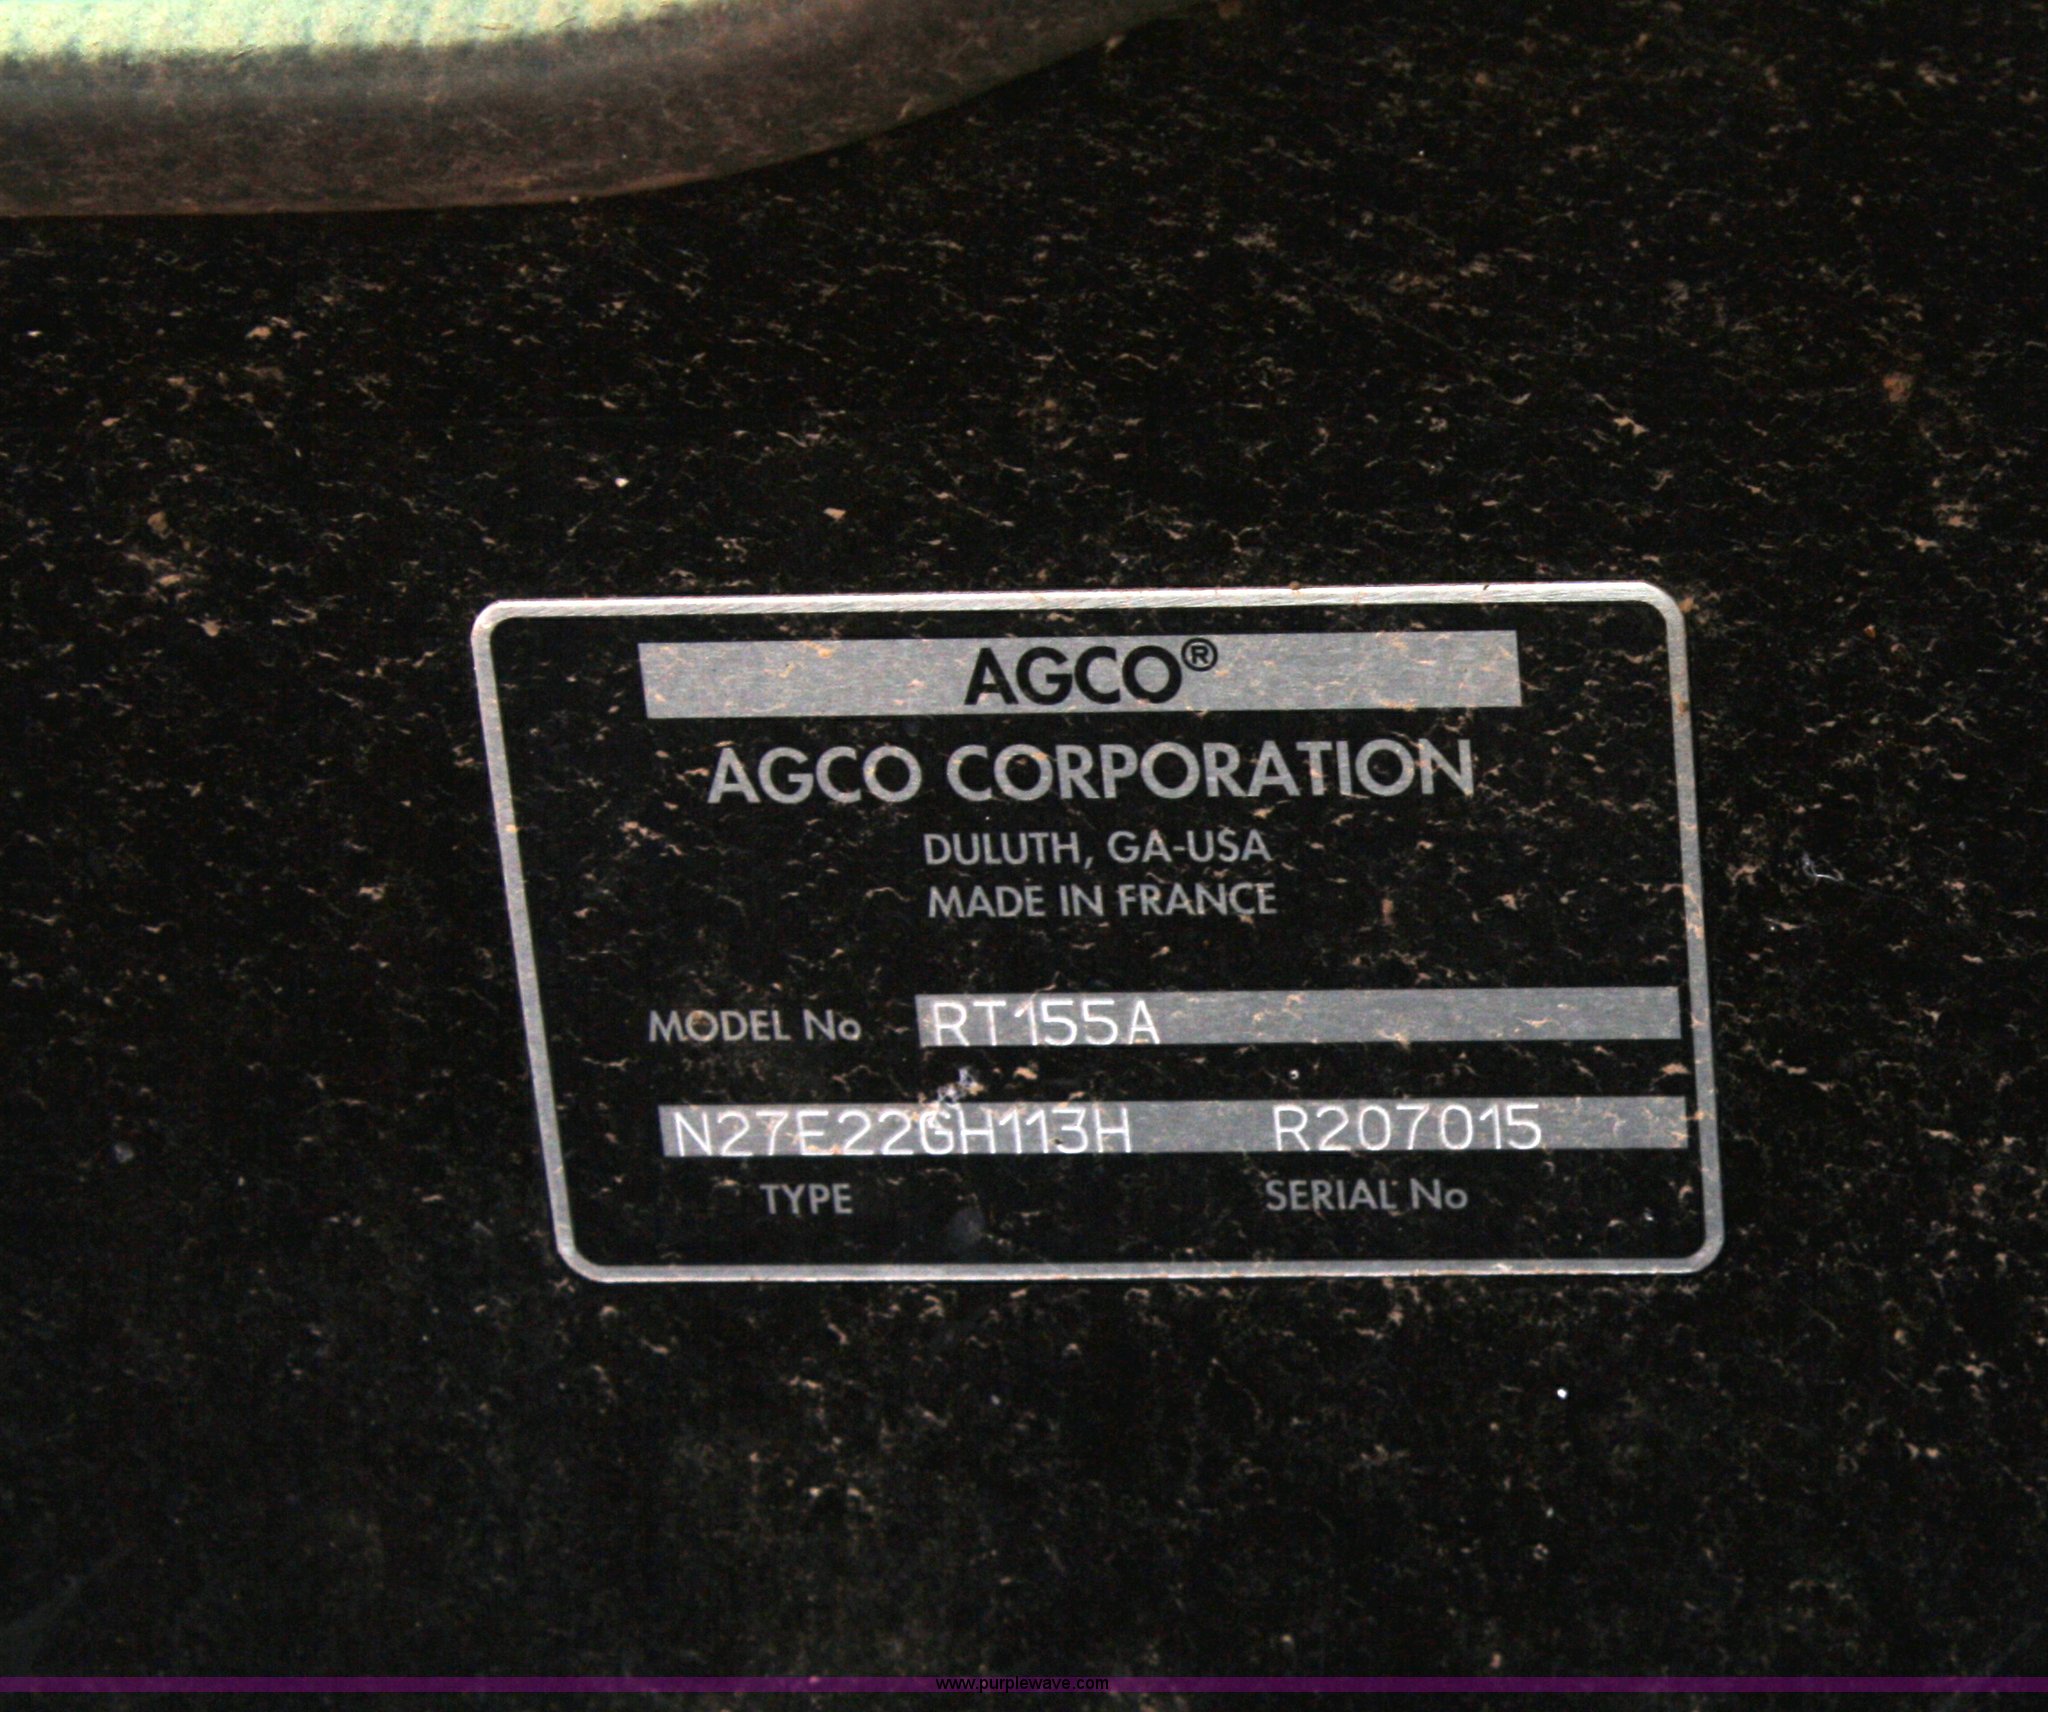 AGCO®
AGCO CORPORATION
DULUTH, GA-USA
MADE IN FRANCE
MODEL No RT155A
N27E22GH113H R207015
TYPE SERIAL No
www.purplewave.com